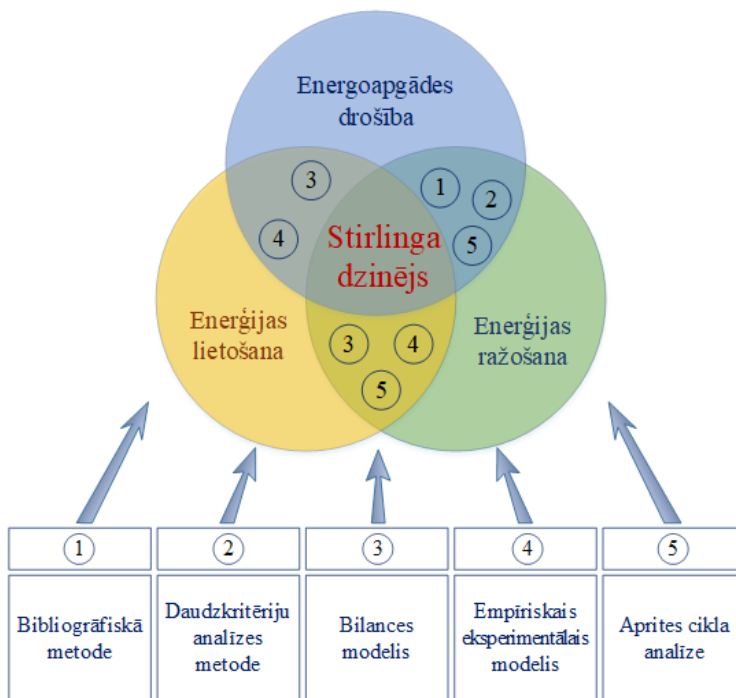 Energoapgādes
drošība
3
1
2
4
5
Stirlinga
dzinējs
Enerģijas
lietošana
Enerģijas
ražošana
3
4
5
1
2
3
4
5
Bibliogrāfiskā
metode
Daudzkritēriju
analīzes
metode
Bilances
modelis
Empīriskais
eksperimentālais
modelis
Aprites cikla
analīze